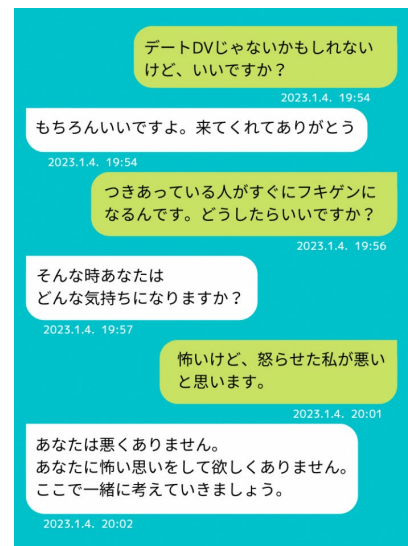 デートDVじゃないかもしれない
けど、いいですか？
2023.1.4. 19:54
もちろんいいですよ。来てくれてありがとう
2023.1.4. 19:54
つきあっている人がすぐにフキゲンに
なるんです。どうしたらいいですか？
2023.1.4. 19:56
そんな時あなたは
どんな気持ちになりますか？
2023.1.4. 19:57
怖いけど、怒らせた私が悪い
と思います。
2023.1.4. 20:01
あなたは悪くありません。
あなたに怖い思いをして欲しくありません。
ここで一緒に考えていきましょう。
2023.1.4. 20:02